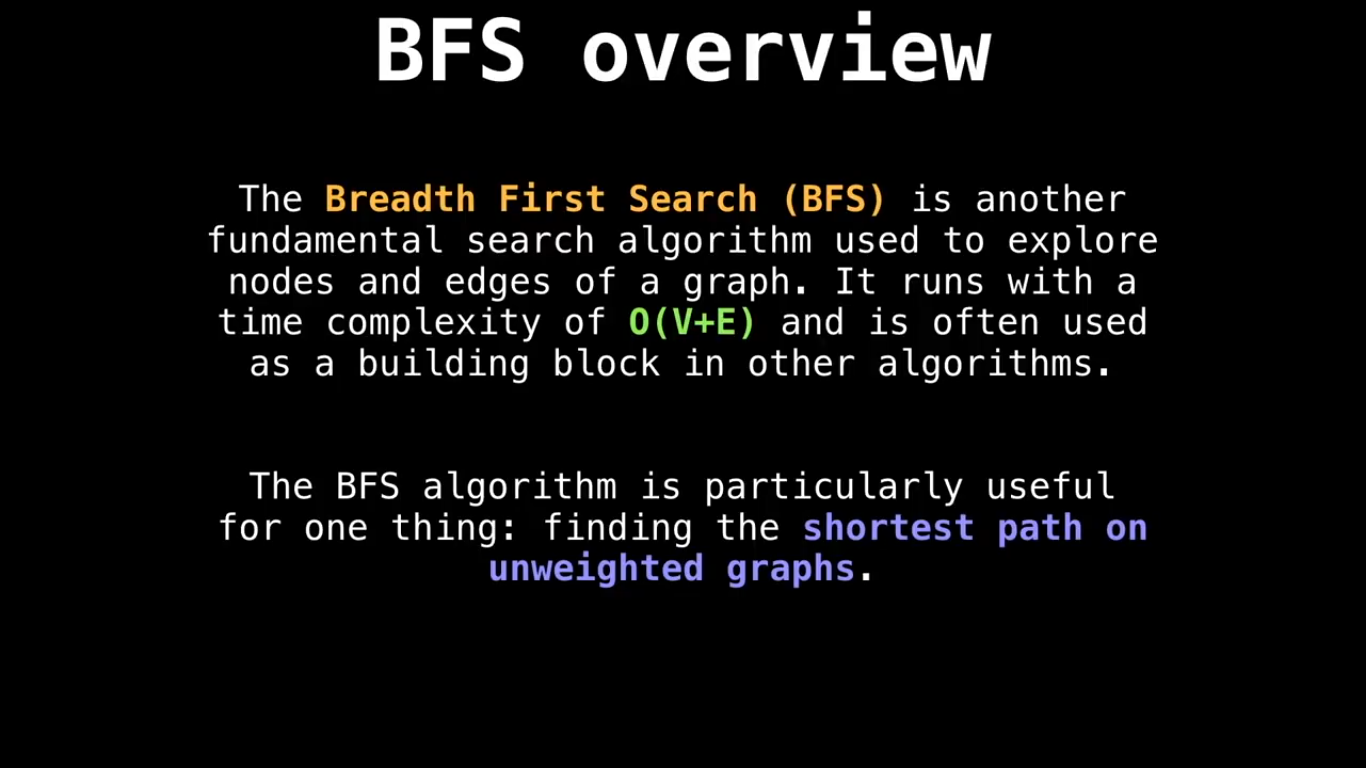 BFS overview
The Breadth First Search (BFS) is another
fundamental search algorithm used to explore
nodes and edges of a graph. It runs with a
time complexity of O(V+E) and is often used
as a building block in other algorithms.
The BFS algorithm is particularly useful
for one thing: finding the shortest path on
unweighted graphs.